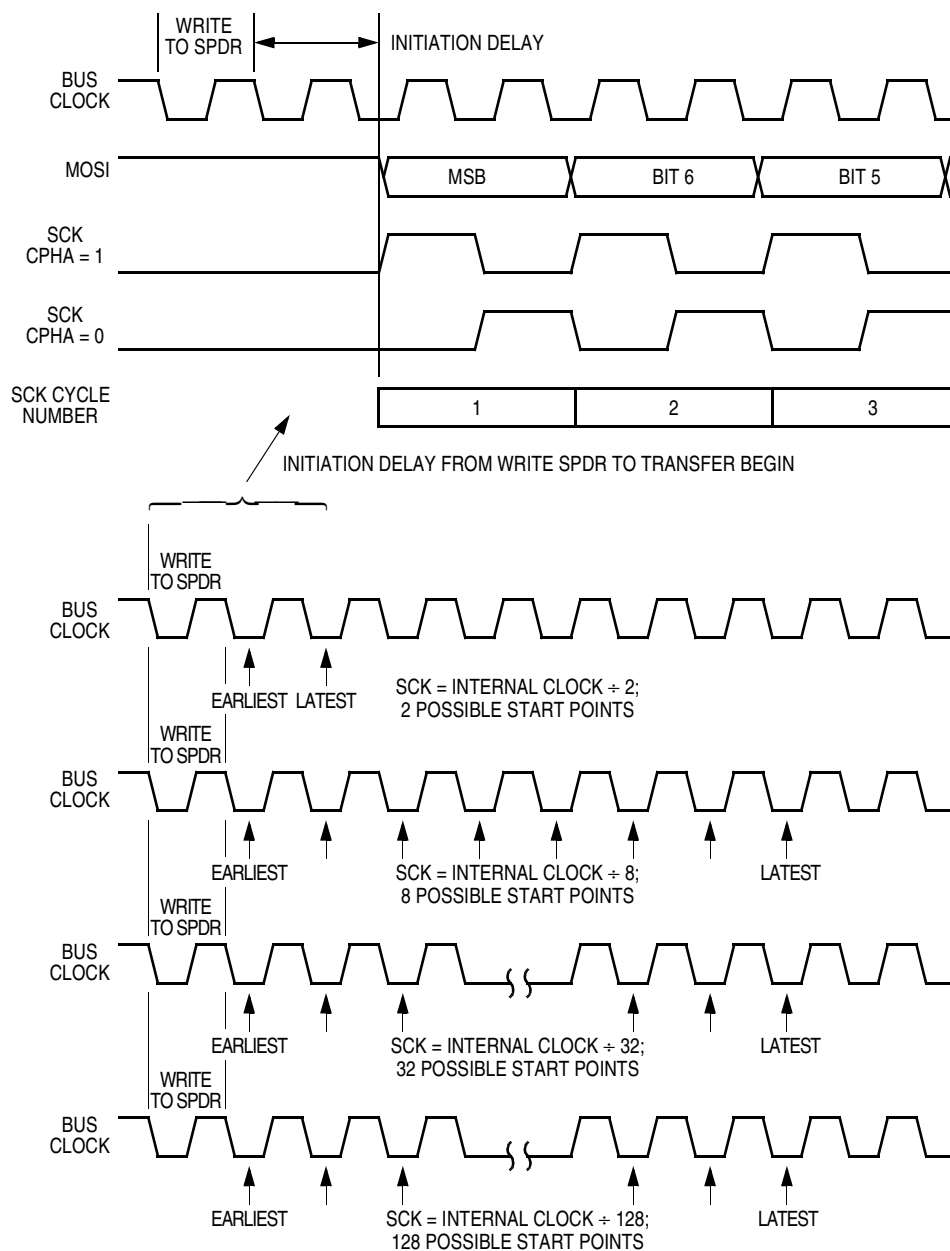 WRITE
TO SPDR
INITIATION DELAY
BUS
CLOCK
MOSI
MSB
BIT 6
BIT 5
SCK
CPHA = 1
SCK
CPHA = 0
SCK CYCLE
NUMBER
1
2
3
INITIATION DELAY FROM WRITE SPDR TO TRANSFER BEGIN
WRITE
TO SPDR
BUS
CLOCK
EARLIEST
LATEST
SCK = INTERNAL CLOCK ÷ 2;
2 POSSIBLE START POINTS
WRITE
TO SPDR
BUS
CLOCK
EARLIEST
SCK = INTERNAL CLOCK ÷ 8;
8 POSSIBLE START POINTS
LATEST
WRITE
TO SPDR
BUS
CLOCK
EARLIEST
SCK = INTERNAL CLOCK ÷ 32;
32 POSSIBLE START POINTS
LATEST
WRITE
TO SPDR
BUS
CLOCK
EARLIEST
SCK = INTERNAL CLOCK ÷ 128;
128 POSSIBLE START POINTS
LATEST